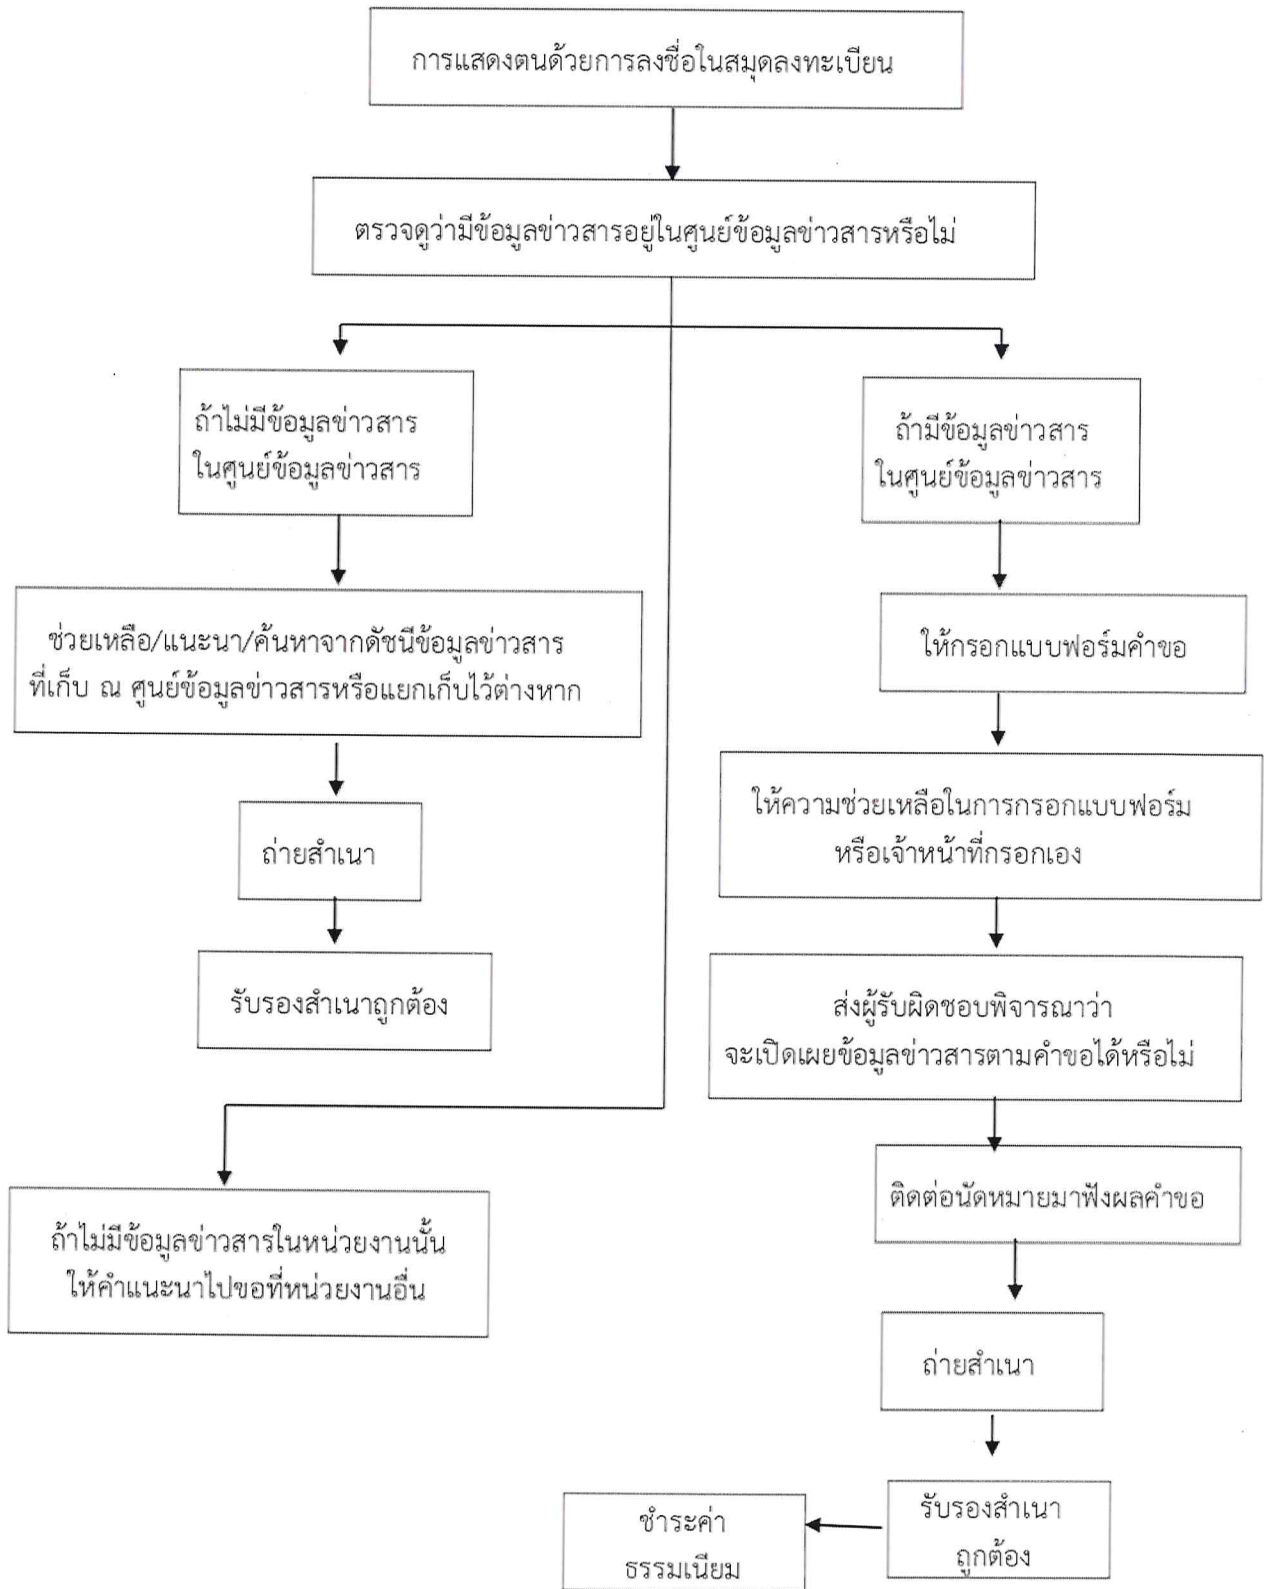 การแสดงตนด้วยการลงชื่อในสมุดลงทะเบียน
ตรวจดูว่ามีข้อมูลข่าวสารอยู่ในศูนย์ข้อมูลข่าวสารหรือไม่
ถ้าไม่มีข้อมูลข่าวสาร
ในศูนย์ข้อมูลข่าวสาร
ช่วยเหลือ/แนะนำ/ค้นหาจากดัชนีข้อมูลข่าวสาร
ที่เก็บ ณ ศูนย์ข้อมูลข่าวสารหรือแยกเก็บไว้ต่างหาก
ถ่ายสำเนา
รับรองสำเนาถูกต้อง
ถ้าไม่มีข้อมูลข่าวสารในหน่วยงานนั้น
ให้คำแนะนำไปขอที่หน่วยงานอื่น
ถ้ามีข้อมูลข่าวสาร
ในศูนย์ข้อมูลข่าวสาร
ให้กรอกแบบฟอร์มคำขอ
ให้ความช่วยเหลือในการกรอกแบบฟอร์ม
หรือเจ้าหน้าที่กรอกเอง
ส่งผู้รับผิดชอบพิจารณาว่า
จะเปิดเผยข้อมูลข่าวสารตามคำขอได้หรือไม่
ติดต่อนัดหมายมาฟังผลคำขอ
ถ่ายสำเนา
รับรองสำเนา
ถูกต้อง
ชำระค่า
ธรรมเนียม